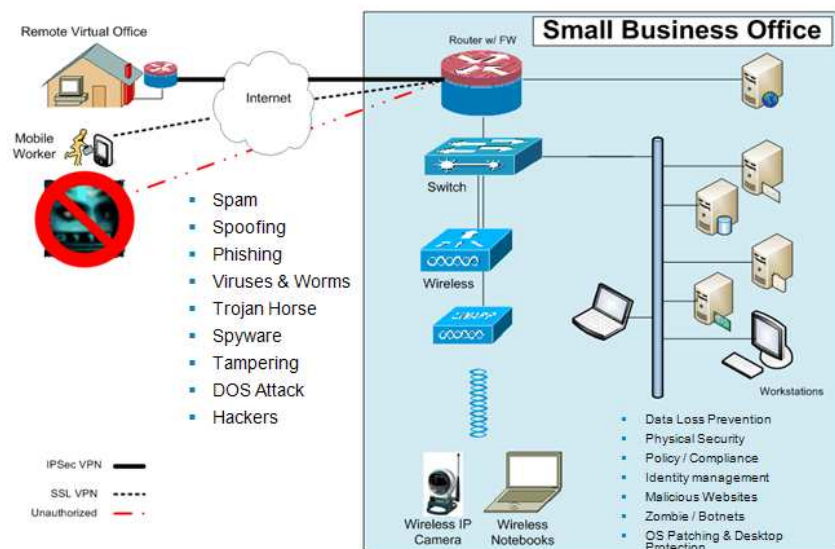 Small Business Office
Remote Virtual Office
Router w/ FW
Internet
Mobile
Worker
Switch
Spam
Spoofing
Phishing
Viruses & Worms
Trojan Horse
Spyware
Tampering
DOS Attack
Hackers
Wireless
Workstations
Data Loss Prevention
Physical Security
Policy / Compliance
Identity management
Malicious Websites
Zombie / Botnets
OS Patching & Desktop
Protection
IPSec VPN
SSL VPN
Unauthorized
Wireless IP
Camera
Wireless
Notebooks